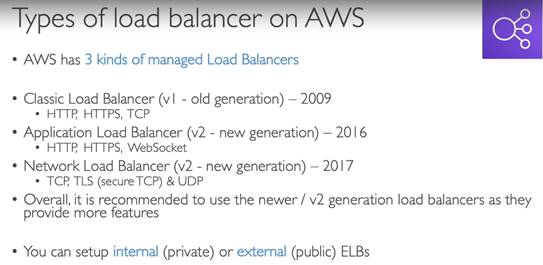 Types of load balancer on AWS
• AWS has 3 kinds of managed Load Balancers
• Classic Load Balancer (v1 - old generation) – 2009
• HTTP, HTTPS, TCP
• Application Load Balancer (v2 - new generation) – 2016
• HTTP, HTTPS, WebSocket
• Network Load Balancer (v2 - new generation) – 2017
• TCP, TLS (secure TCP) & UDP
• Overall, it is recommended to use the newer / v2 generation load balancers as they
provide more features
• You can setup internal (private) or external (public) ELBs